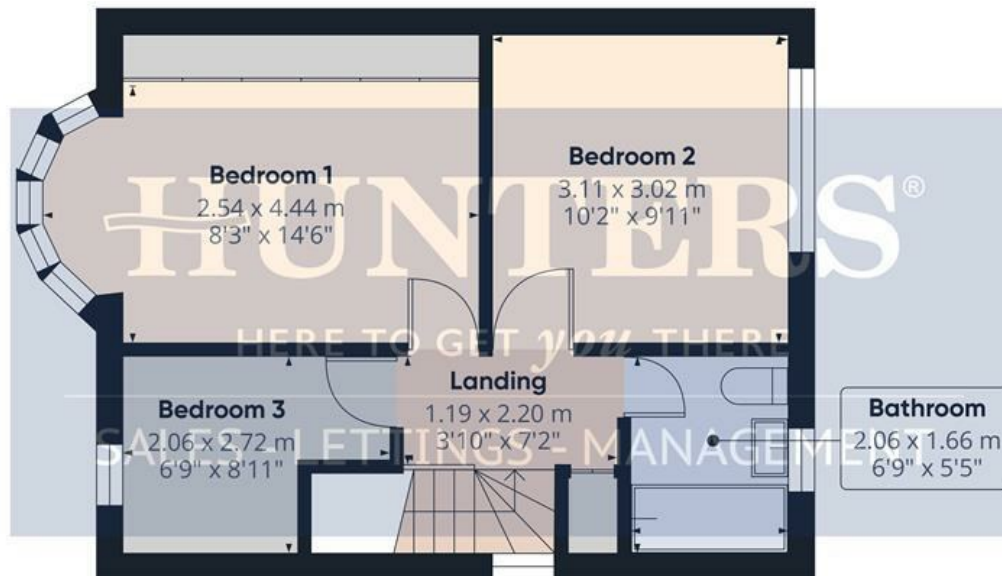 Bedroom 1
2.54 x 4.44 m
8'3" x 14'6"
Bedroom 2
3.11 x 3.02 m
10'2" x 9'11"
HUNTERS®
HERE TO GET you THERE
Landing
1.19 x 2.20 m
3'10" x 7'2"
Bedroom 3
2.06 x 2.72 m
6'9" x 8'11"
Bathroom
2.06 x 1.66 m
6'9" x 5'5"
SALES - LETTINGS - MANAGEMENT